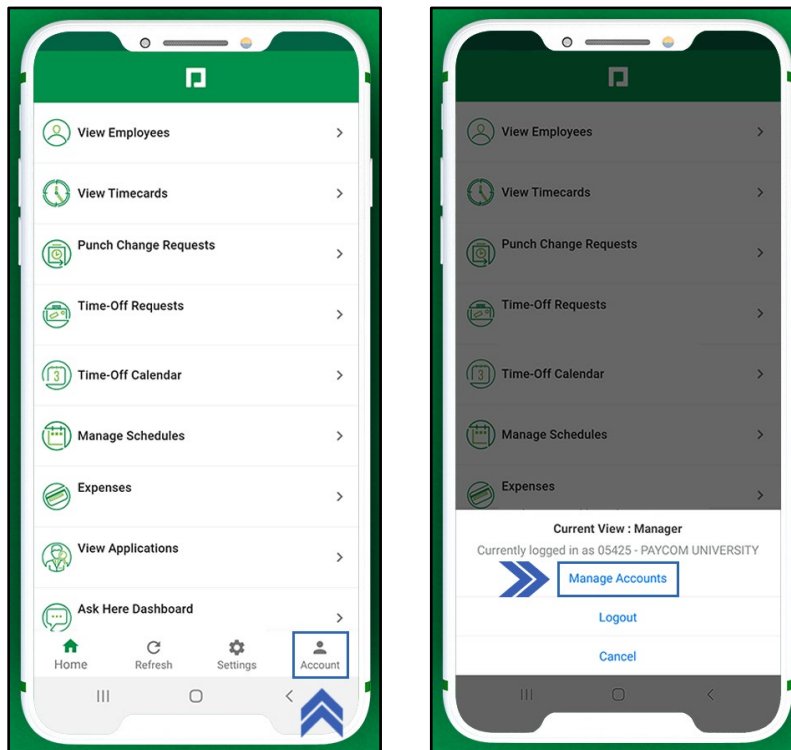 View Employees
View Timecards
Punch Change Requests
Time-Off Requests
3
Time-Off Calendar
Manage Schedules
Expenses
View Applications
Ask Here Dashboard
Home
Refresh
Settings
Account
View Employees
View Timecards
Punch Change Requests
Time-Off Requests
3
Time-Off Calendar
Manage Schedules
Expenses
Current View : Manager
Currently logged in as 05425 - PAYCOM UNIVERSITY
Manage Accounts
Logout
Cancel